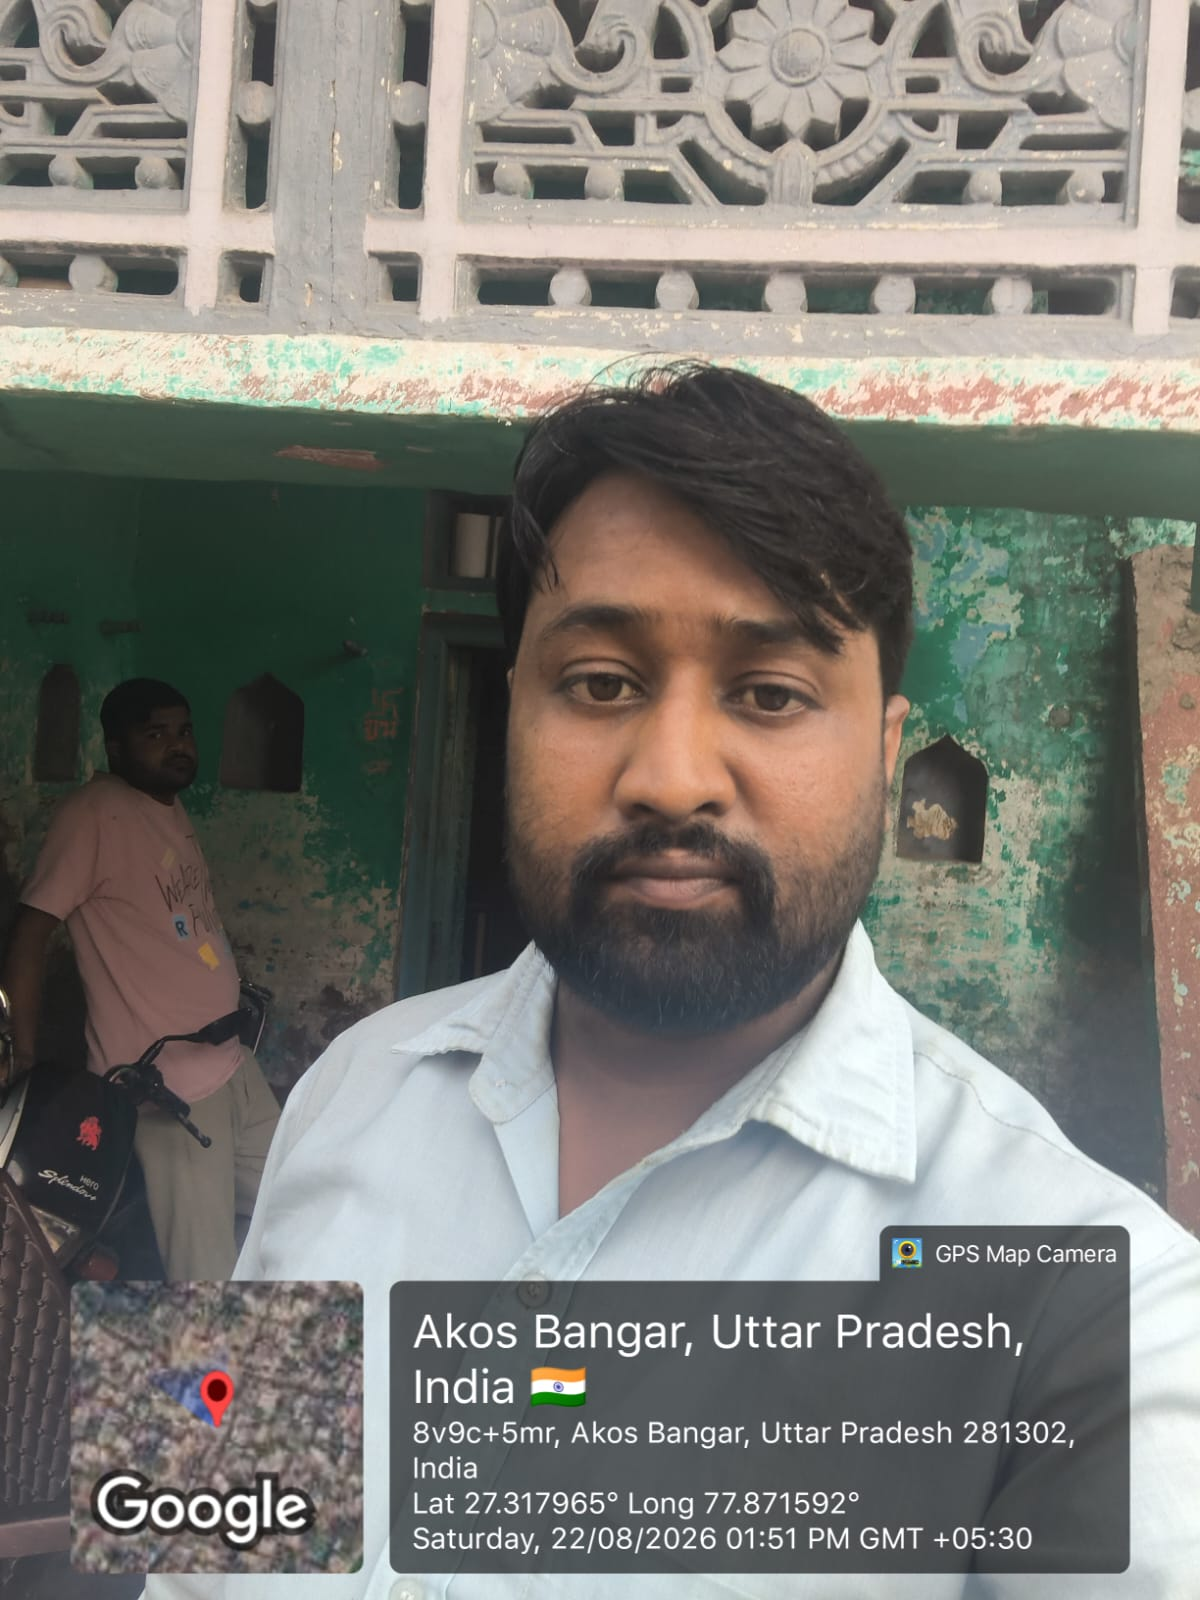 Hero
Splendor+
R
GPS Map Camera
Akos Bangar, Uttar Pradesh,
India
8v9c+5mr, Akos Bangar, Uttar Pradesh 281302,
India
Lat 27.317965° Long 77.871592°
Saturday, 22/08/2026 01:51 PM GMT +05:30
Google